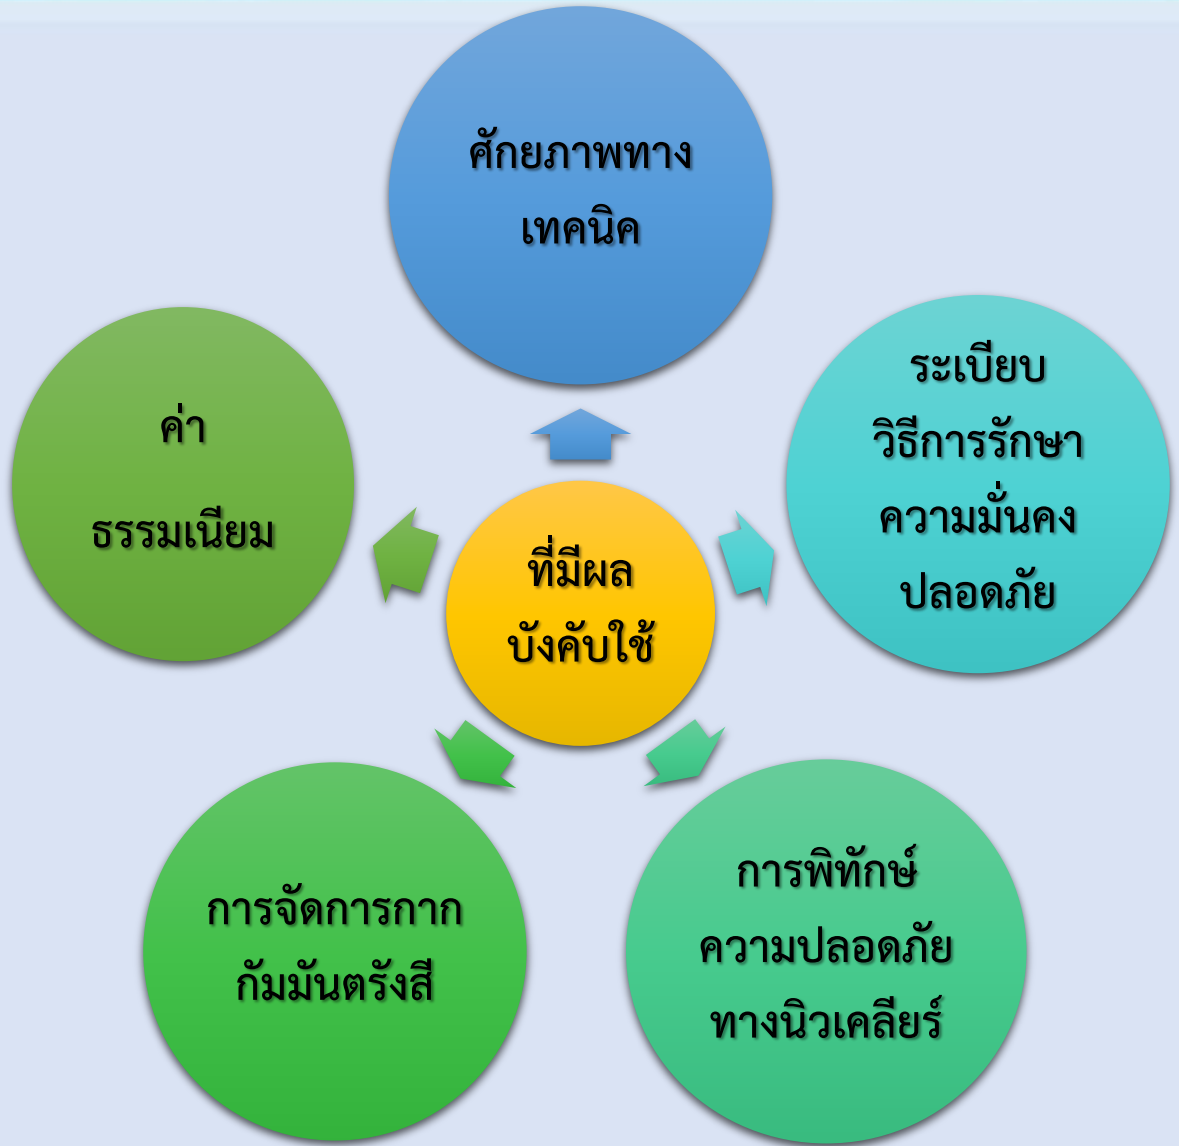 ศักยภาพทาง
เทคนิค
ระเบียบ
วิธีการรักษา
ความมั่นคง
ปลอดภัย
ค่า
ธรรมเนียม
ที่มีผล
บังคับใช้
การจัดการกาก
กัมมันตรังสี
การพิทักษ์
ความปลอดภัย
ทางนิวเคลียร์